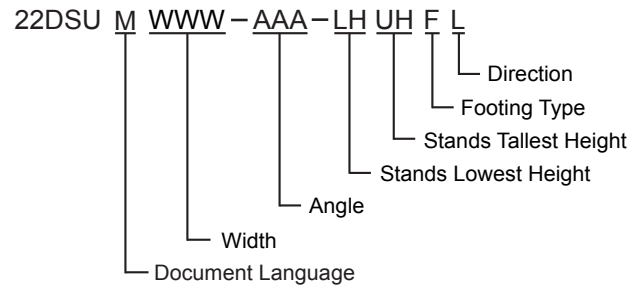 22DSU M WWW – AAA – LH UH F L
Direction
Footing Type
Stands Tallest Height
Stands Lowest Height
Angle
Width
Document Language